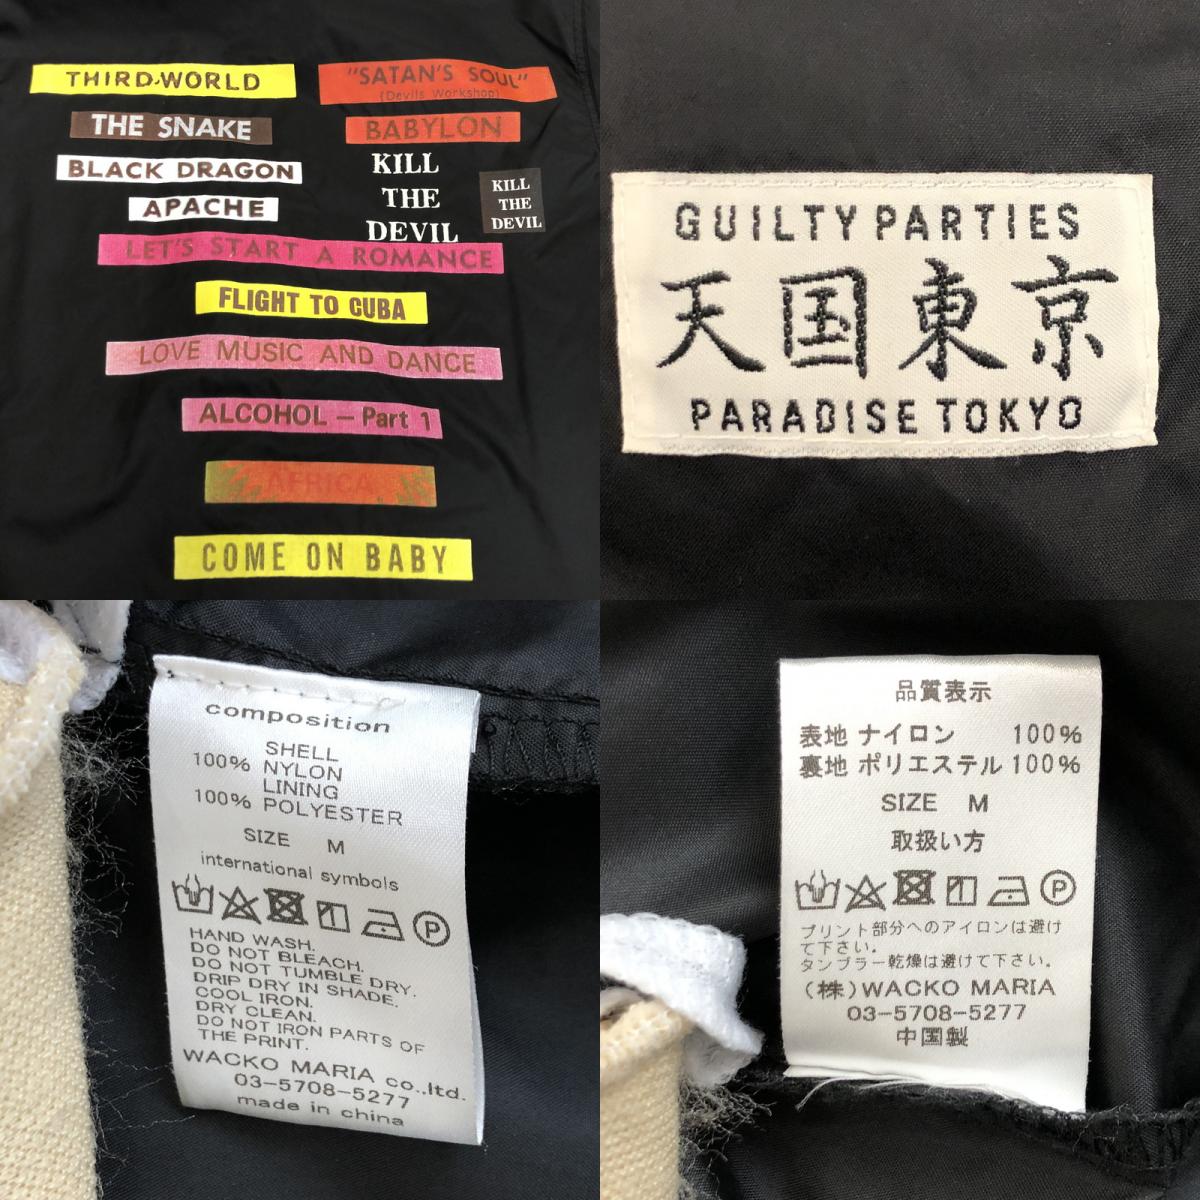 THIRD-WORLD
"SATAN'S SOUL"
(Devils Workshop)
THE SNAKE
BABYLON
BLACK DRAGON
KILL
THE
DEVIL
KILL
THE
DEVIL
APACHE
LET'S START A ROMANCE
FLIGHT TO CUBA
LOVE MUSIC AND DANCE
ALCOHOL – Part 1
AFRICA
COME ON BABY
GUILTY PARTIES
天国東京
PARADISE TOKYO
composition
SHELL
100% NYLON
LINING
100% POLYESTER
SIZE M
international symbols
P
HAND WASH.
DO NOT BLEACH.
DO NOT TUMBLE DRY.
DRIP DRY IN SHADE.
COOL IRON.
DRY CLEAN.
DO NOT IRON PARTS OF
THE PRINT.
WACKO MARIA co.,ltd.
03-5708-5277
made in china
品質表示
表地 ナイロン 100%
裏地 ポリエステル 100%
SIZE M
取扱い方
P
プリント部分へのアイロンは避け
て下さい。
タンブラー乾燥は避けて下さい。
(株)WACKO MARIA
03-5708-5277
中国製